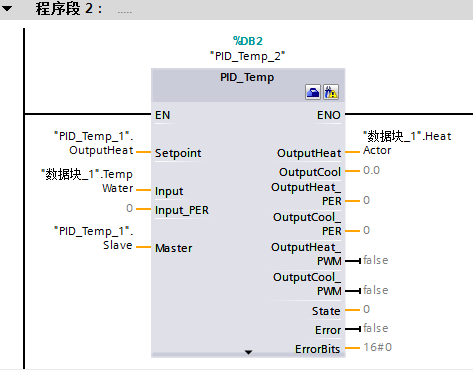 程序段 2： .....
%DB2
"PID_Temp_2"
PID_Temp
EN
ENO
"PID_Temp_1".
OutputHeat
Setpoint
"数据块_1".Temp
Water
Input
0
Input_PER
"PID_Temp_1".
Slave
Master
OutputHeat
"数据块_1".Heat
Actor
OutputCool
0.0
OutputHeat_
PER
0
OutputCool_
PER
0
OutputHeat_
PWM
false
OutputCool_
PWM
false
State
0
Error
false
ErrorBits
16#0